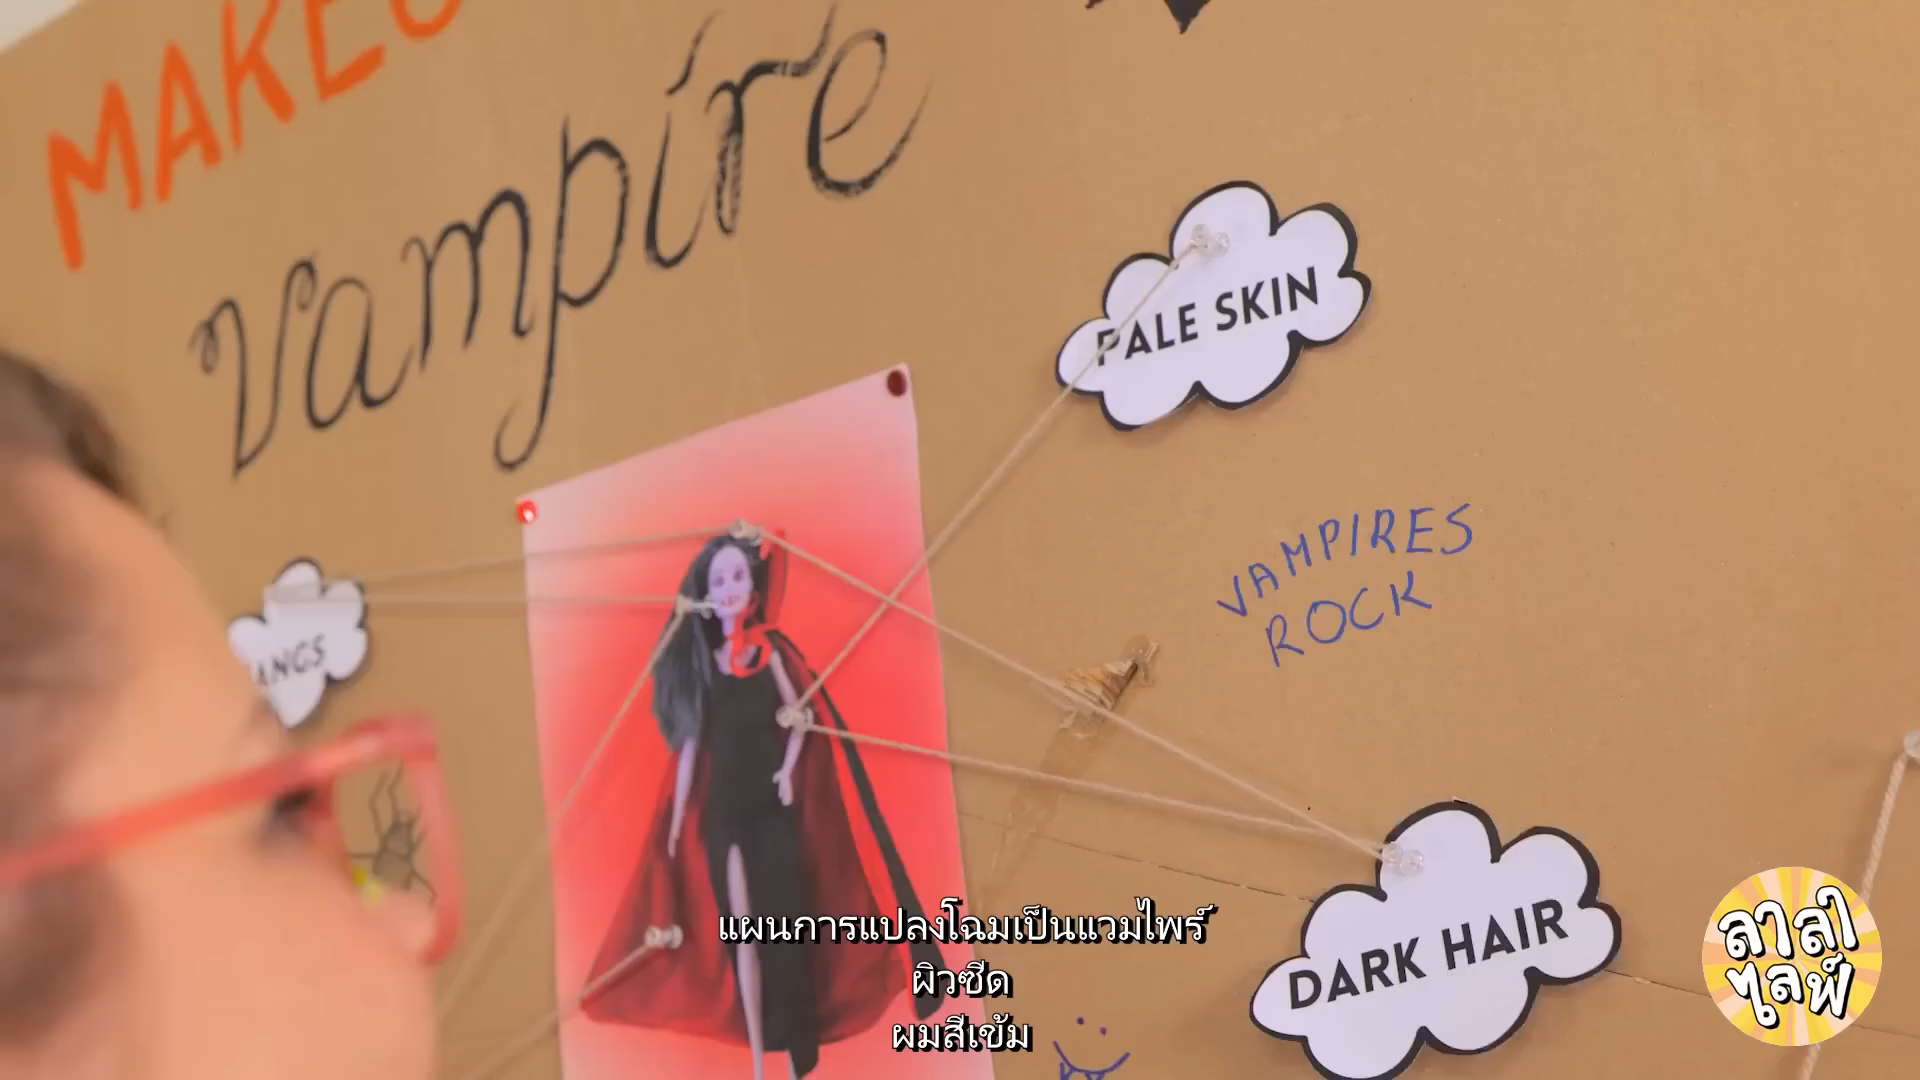 Vampire
PALE SKIN
VAMPIRES
ROCK
DARK HAIR
แผนการแปลงโฉมเป็นแวมไพร์
ผิวซีด
ผมสีเข้ม
ลาลา
ไลฟ์